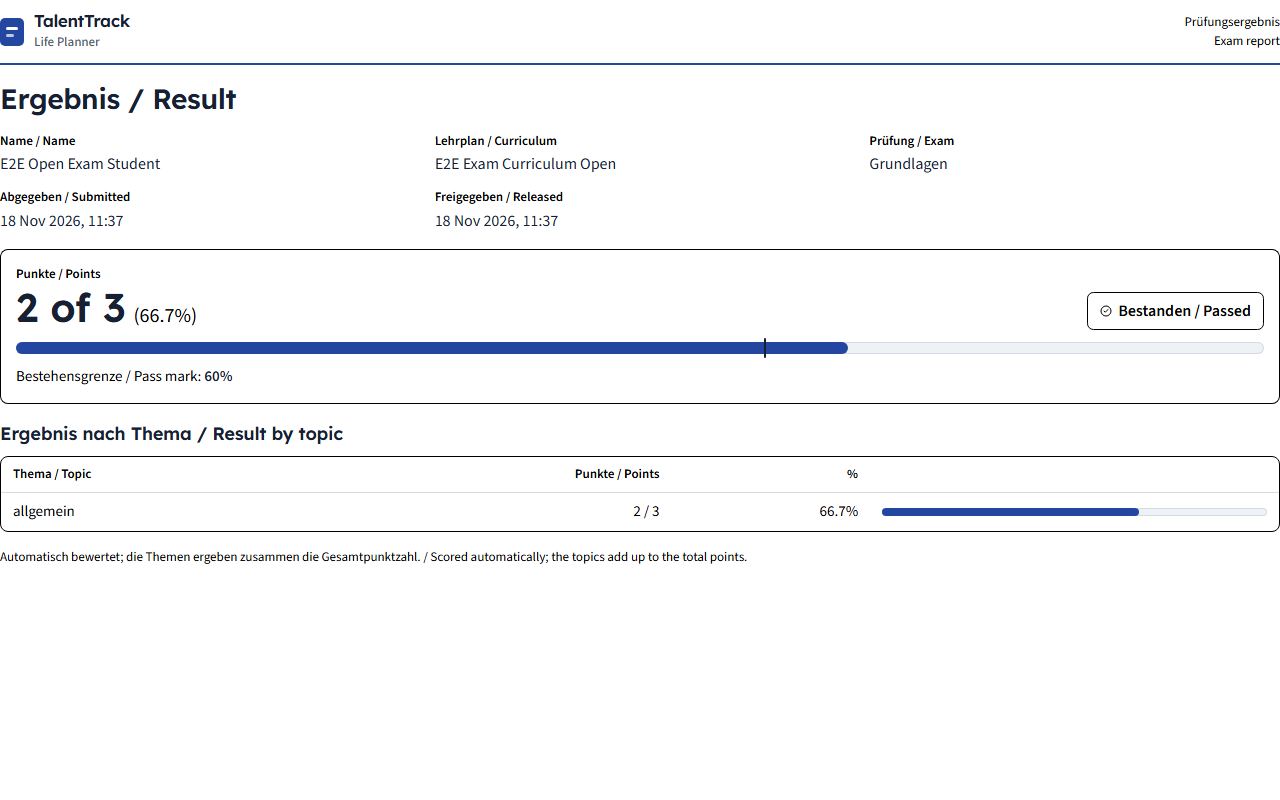 TalentTrack
Life Planner
Prüfungsergebnis
Exam report
Ergebnis / Result
Name / Name
E2E Open Exam Student
Lehrplan / Curriculum
E2E Exam Curriculum Open
Prüfung / Exam
Grundlagen
Abgegeben / Submitted
18 Nov 2026, 11:37
Freigegeben / Released
18 Nov 2026, 11:37
Punkte / Points
2 of 3 (66.7%)
Bestanden / Passed
Bestehensgrenze / Pass mark: 60%
Ergebnis nach Thema / Result by topic
Thema / Topic Punkte / Points %
allgemein 2 / 3 66.7%
Automatisch bewertet; die Themen ergeben zusammen die Gesamtpunktzahl. / Scored automatically; the topics add up to the total points.